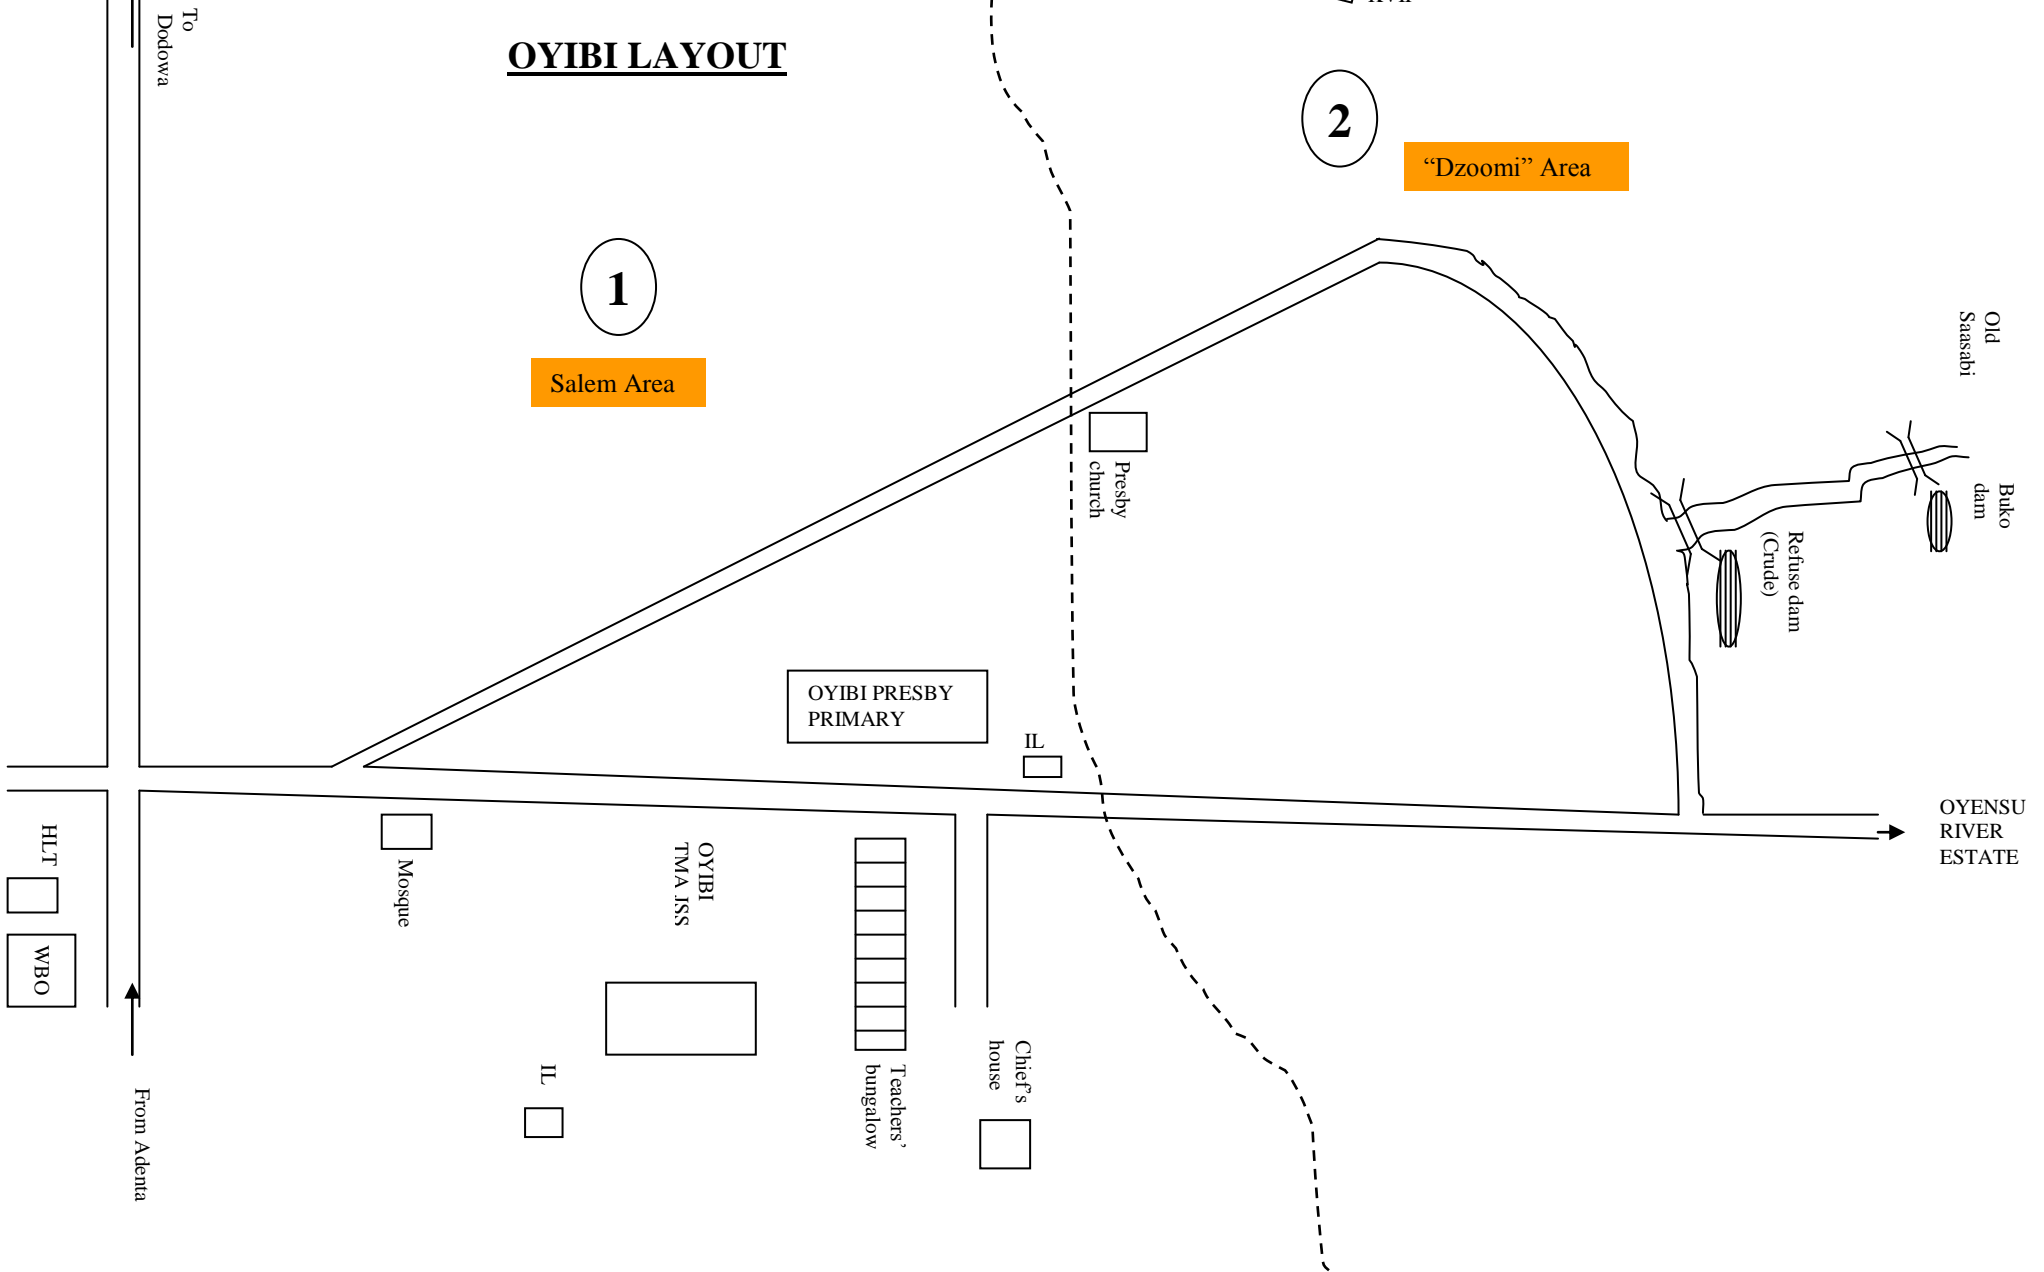 To
Dodowa
OYIBI LAYOUT
2
“Dzoomi” Area
1
Salem Area
Old
Saasabi
Presby
church
Buko
dam
Refuse dam
(Crude)
OYIBI PRESBY
PRIMARY
IL
OYENSU
RIVER
ESTATE
HLT
Mosque
OYIBI
TMA JSS
WBO
Teachers’
bungalow
Chief’s
house
IL
From Adenta